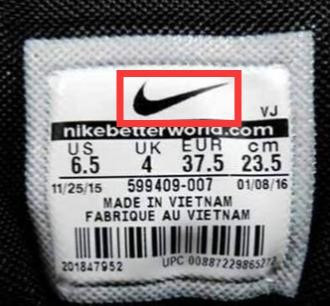 VJ
nikebetterworld.com
US UK EUR cm
6.5 4 37.5 23.5
11/25/15 599409-007 01/08/16
MADE IN VIETNAM
FABRIQUE AU VIETNAM
201847952 UPC